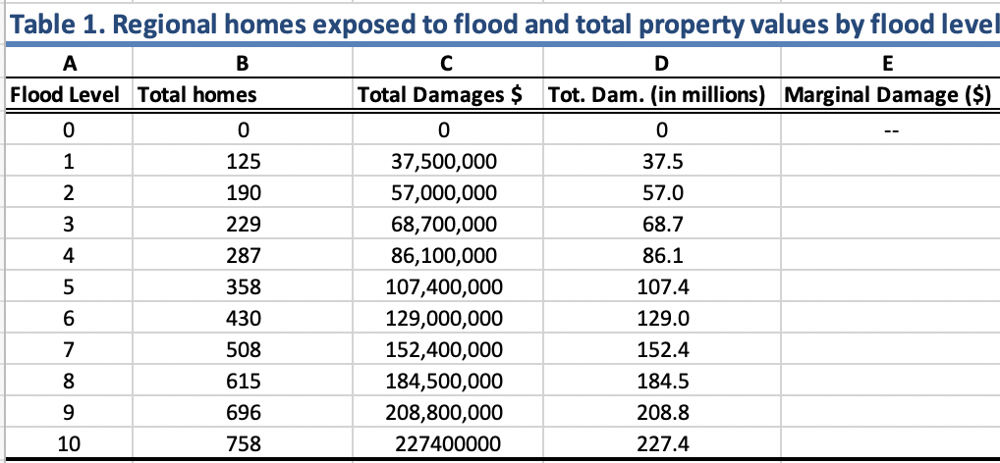 Table 1. Regional homes exposed to flood and total property values by flood level
A B C D E
Flood Level Total homes Total Damages $ Tot. Dam. (in millions) Marginal Damage ($)
0 0 0 0 --
1 125 37,500,000 37.5
2 190 57,000,000 57.0
3 229 68,700,000 68.7
4 287 86,100,000 86.1
5 358 107,400,000 107.4
6 430 129,000,000 129.0
7 508 152,400,000 152.4
8 615 184,500,000 184.5
9 696 208,800,000 208.8
10 758 227400000 227.4